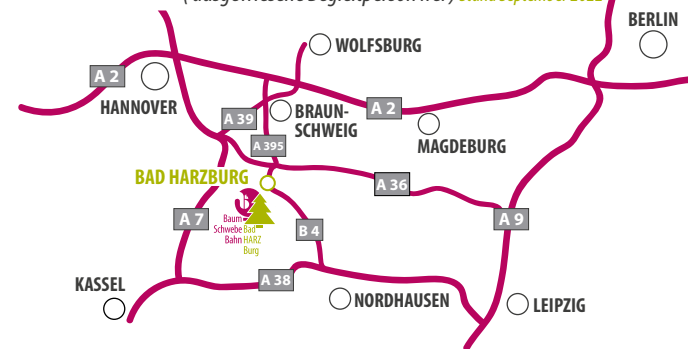 BERLIN
WOLFSBURG
A 2
HANNOVER
A 39
BRAUN-
SCHWEIG
A 2
MAGDEBURG
A 395
BAD HARZBURG
A 36
A 7
Baum
Schwebe Bad
Bahn HARZ
Burg
B 4
A 9
KASSEL
A 38
NORDHAUSEN
LEIPZIG